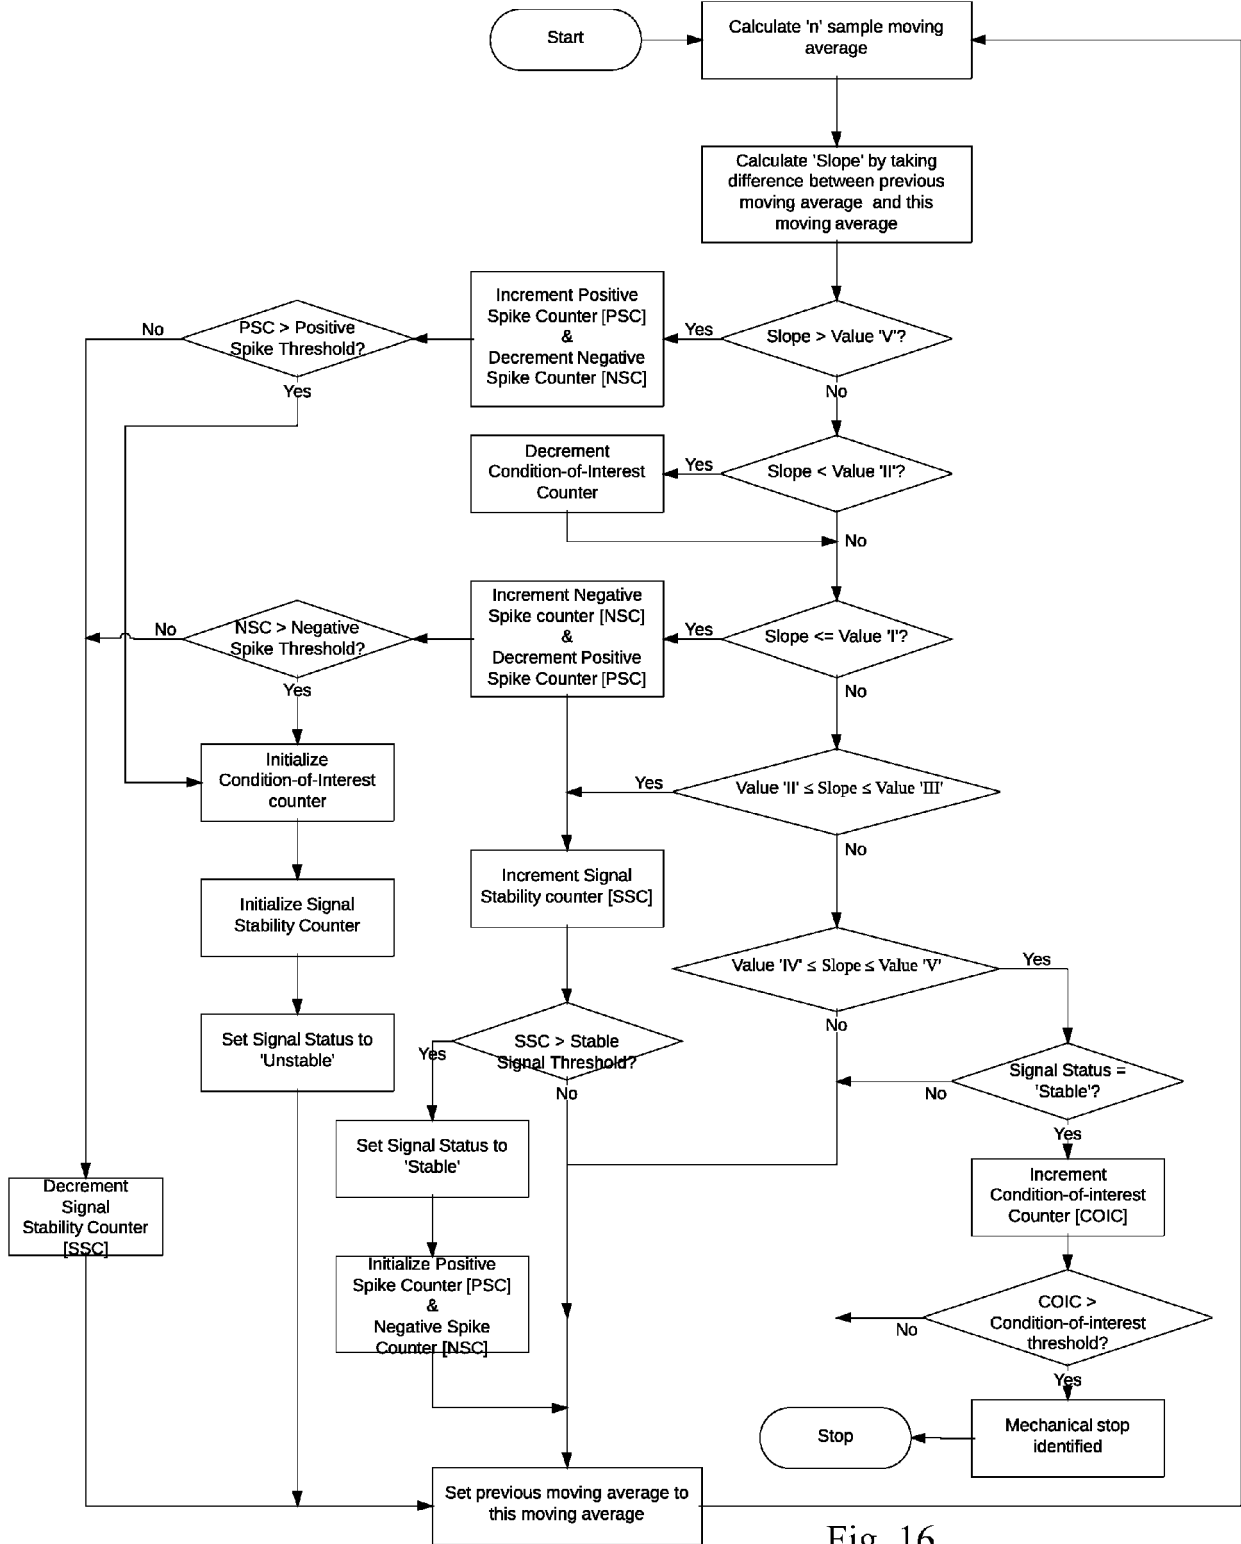 Start
Calculate 'n' sample moving
average
Calculate 'Slope' by taking
difference between previous
moving average and this
moving average
Slope > Value 'V'?
Yes
No
Increment Positive
Spike Counter [PSC]
&
Decrement Negative
Spike Counter [NSC]
PSC > Positive
Spike Threshold?
No
Yes
Slope < Value 'II'?
Yes
No
Decrement
Condition-of-Interest
Counter
Slope <= Value 'I'?
Yes
No
Increment Negative
Spike counter [NSC]
&
Decrement Positive
Spike Counter [PSC]
NSC > Negative
Spike Threshold?
No
Yes
Initialize
Condition-of-Interest
counter
Initialize Signal
Stability Counter
Set Signal Status to
'Unstable'
Value 'II' ≤ Slope ≤ Value 'III'
Yes
No
Increment Signal
Stability counter [SSC]
Value 'IV' ≤ Slope ≤ Value 'V'
Yes
No
SSC > Stable
Signal Threshold?
Yes
No
Signal Status =
'Stable'?
No
Yes
Set Signal Status to
'Stable'
Increment
Condition-of-interest
Counter [COIC]
Decrement
Signal
Stability Counter
[SSC]
Initialize Positive
Spike Counter [PSC]
&
Negative Spike
Counter [NSC]
COIC >
Condition-of-interest
threshold?
No
Yes
Mechanical stop
identified
Stop
Set previous moving average to
this moving average
Fig. 16